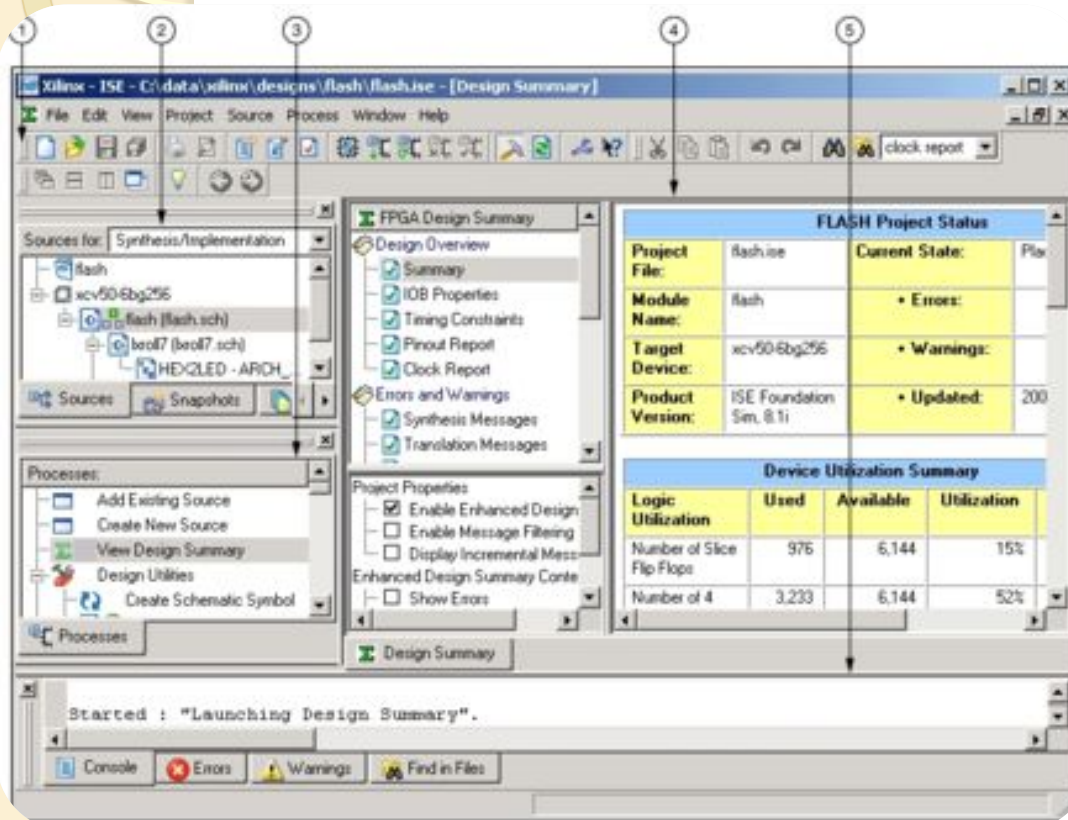 1 2 3 4 5
Xilinx - ISE - C:\data\xilinx\designs\flash\flash.ise - [Design Summary]
File Edit View Project Source Process Window Help
clock report
Sources for: Synthesis/Implementation
flash
xcv50-6bg256
flash (flash.sch)
bxoll7 (bxoll7.sch)
HEX2LED - ARCH_
Sources Snapshots
Processes:
Add Existing Source
Create New Source
View Design Summary
Design Utilities
Create Schematic Symbol
Processes
FPGA Design Summary
Design Overview
Summary
IOB Properties
Timing Constraints
Pinout Report
Clock Report
Errors and Warnings
Synthesis Messages
Translation Messages
Project Properties
Enable Enhanced Design
Enable Message Filtering
Display Incremental Mess
Enhanced Design Summary Conte
Show Errors
Design Summary
FLASH Project Status
Project File: flash.ise Current State: Plac
Module Name: flash • Errors:
Target Device: xcv50-6bg256 • Warnings:
Product Version: ISE Foundation Sim, 8.1i • Updated: 200
Device Utilization Summary
Logic Utilization Used Available Utilization
Number of Slice Flip Flops 976 6,144 15%
Number of 4 3,233 6,144 52%
Started : "Launching Design Summary".
Console Errors Warnings Find in Files